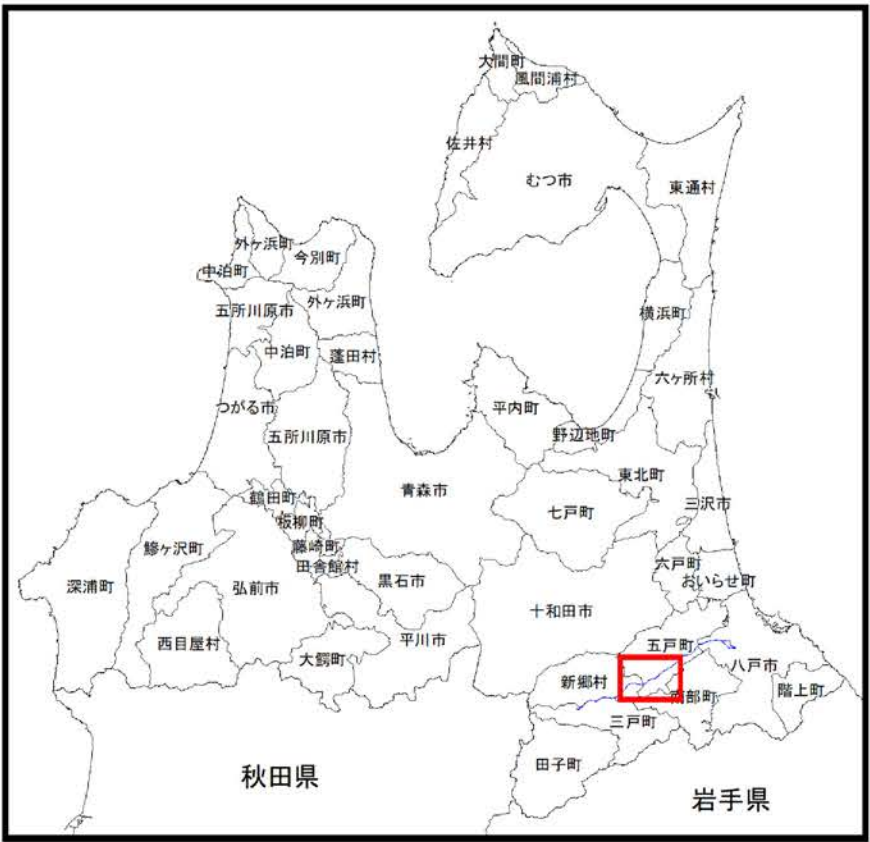 大間町
風間浦村
佐井村
むつ市
東通村
外ヶ浜町
今別町
中泊町
五所川原市
外ヶ浜町
横浜町
中泊町
蓬田村
六ヶ所村
つがる市
平内町
五所川原市
野辺地町
東北町
青森市
鶴田町
七戸町
三沢市
板柳町
鰺ヶ沢町
藤崎町
田舎館村
六戸町
おいらせ町
深浦町
弘前市
黒石市
十和田市
西目屋村
平川市
五戸町
大鰐町
八戸市
新郷村
南部町
階上町
三戸町
田子町
秋田県
岩手県